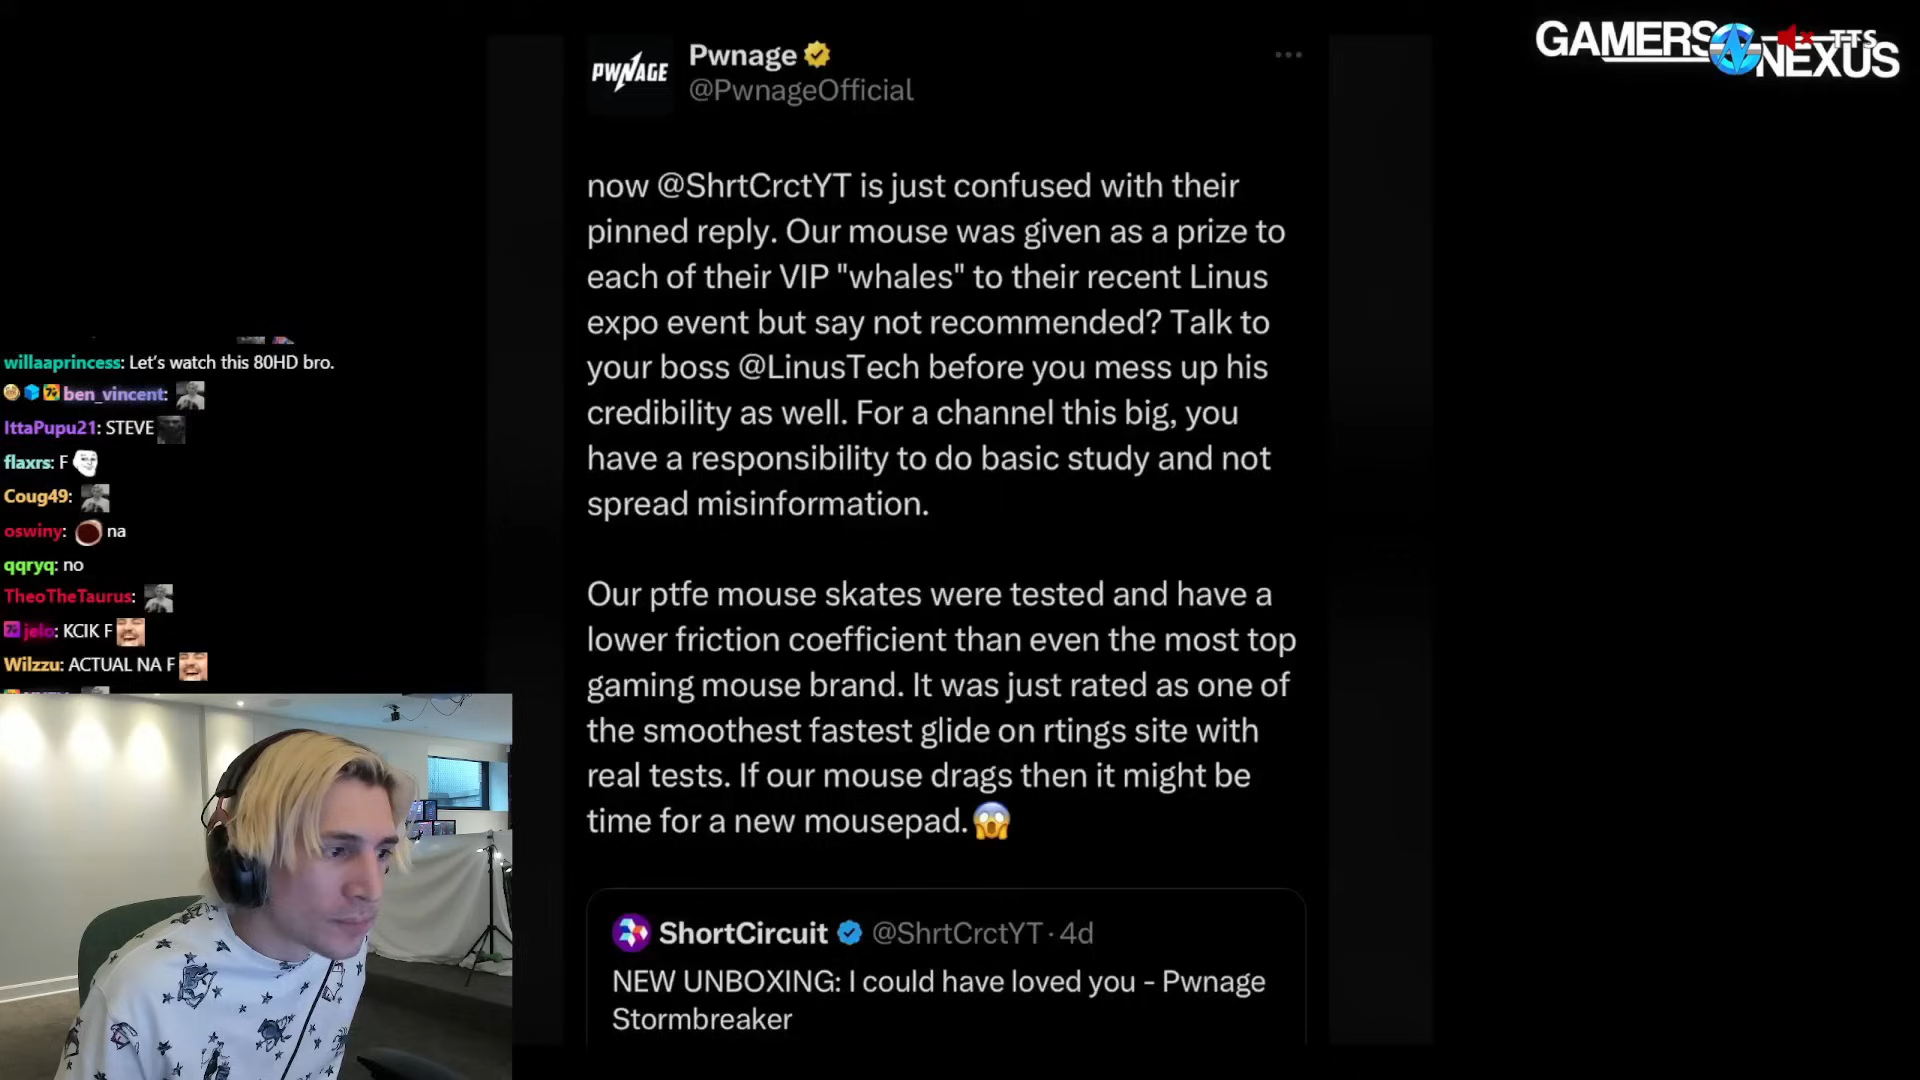 GAMERS NEXUS
TTS
PWNAGE
Pwnage
@PwnageOfficial
now @ShrtCrctYT is just confused with their
pinned reply. Our mouse was given as a prize to
each of their VIP "whales" to their recent Linus
expo event but say not recommended? Talk to
your boss @LinusTech before you mess up his
credibility as well. For a channel this big, you
have a responsibility to do basic study and not
spread misinformation.
Our ptfe mouse skates were tested and have a
lower friction coefficient than even the most top
gaming mouse brand. It was just rated as one of
the smoothest fastest glide on rtings site with
real tests. If our mouse drags then it might be
time for a new mousepad.
ShortCircuit @ShrtCrctYT · 4d
NEW UNBOXING: I could have loved you - Pwnage
Stormbreaker
willaaprincess: Let's watch this 80HD bro.
ben_vincent:
IttaPupu21: STEVE
flaxrs: F
Coug49:
oswiny: na
qqryq: no
TheoTheTaurus:
jelo: KCIK F
Wilzzu: ACTUAL NA F